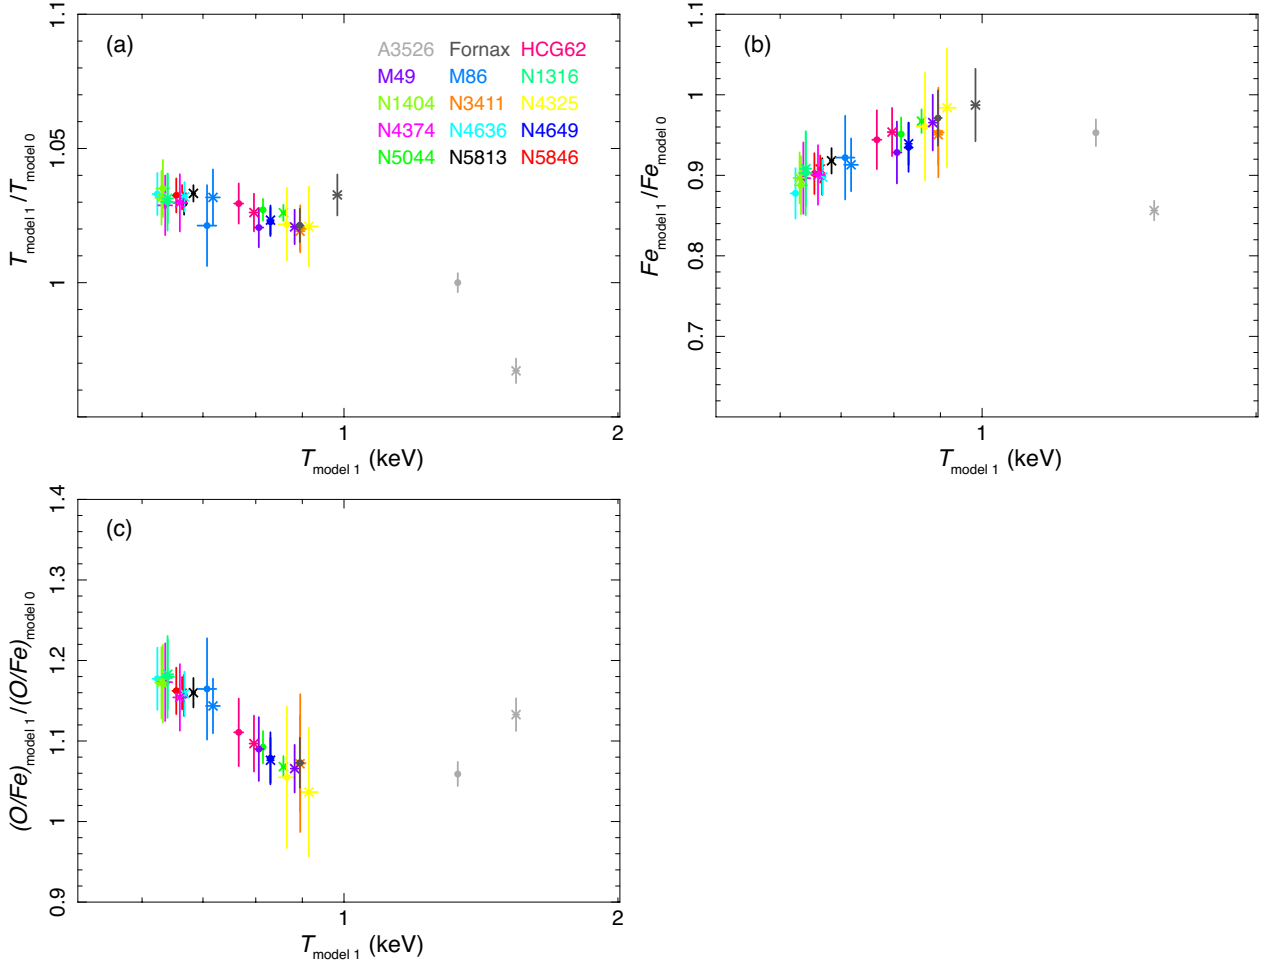 (a)
A3526 Fornax HCG62
M49 M86 N1316
N1404 N3411 N4325
N4374 N4636 N4649
N5044 N5813 N5846
1.1
1.05
1
T_model 1 / T_model 0
1 2
T_model 1 (keV)
(b)
1.1
1
0.9
0.8
0.7
Fe_model 1 / Fe_model 0
1
T_model 1 (keV)
(c)
1.4
1.3
1.2
1.1
1
0.9
(O/Fe)_model 1 / (O/Fe)_model 0
1 2
T_model 1 (keV)